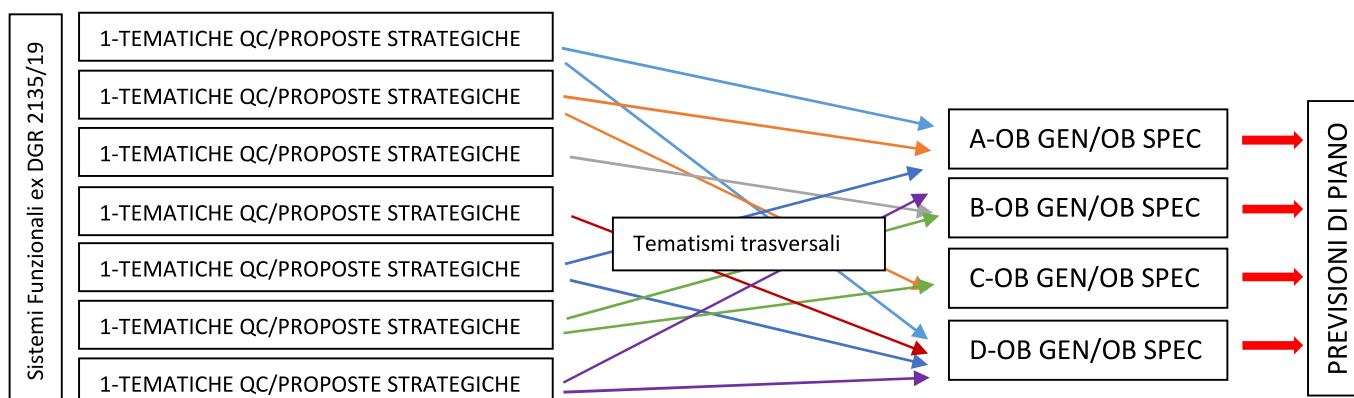 Sistemi Funzionali ex DGR 2135/19
1-TEMATICHE QC/PROPOSTE STRATEGICHE
1-TEMATICHE QC/PROPOSTE STRATEGICHE
1-TEMATICHE QC/PROPOSTE STRATEGICHE
1-TEMATICHE QC/PROPOSTE STRATEGICHE
1-TEMATICHE QC/PROPOSTE STRATEGICHE
1-TEMATICHE QC/PROPOSTE STRATEGICHE
1-TEMATICHE QC/PROPOSTE STRATEGICHE
Tematismi trasversali
A-OB GEN/OB SPEC
B-OB GEN/OB SPEC
C-OB GEN/OB SPEC
D-OB GEN/OB SPEC
PREVISIONI DI PIANO